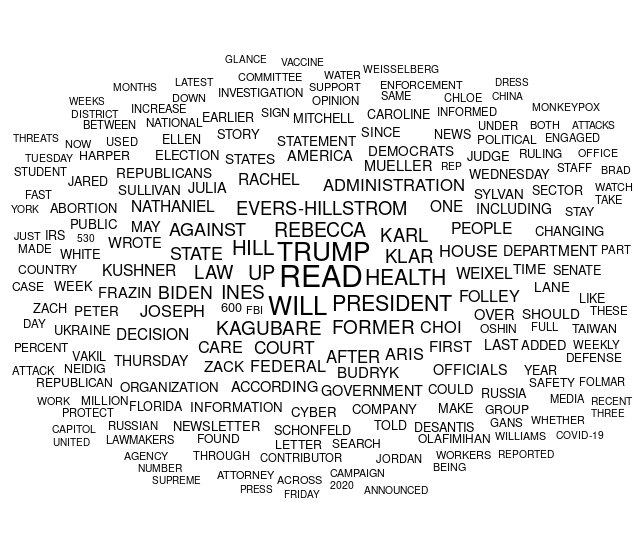 GLANCE VACCINE
COMMITTEE WATER WEISSELBERG
MONTHS LATEST SUPPORT ENFORCEMENT DRESS
WEEKS DOWN INVESTIGATION OPINION SAME CHLOE CHINA
DISTRICT INCREASE EARLIER SIGN MITCHELL CAROLINE INFORMED MONKEYPOX
BETWEEN NATIONAL STORY STATEMENT SINCE NEWS UNDER BOTH ATTACKS
THREATS NOW USED ELLEN POLITICAL ENGAGED
TUESDAY HARPER ELECTION STATES AMERICA DEMOCRATS JUDGE RULING OFFICE
STUDENT JARED REPUBLICANS RACHEL MUELLER REP WEDNESDAY STAFF BRAD
FAST SULLIVAN JULIA ADMINISTRATION SYLVAN SECTOR WATCH
YORK ABORTION NATHANIEL EVERS-HILLSTROM ONE INCLUDING STAY TAKE
JUST IRS 530 PUBLIC MAY AGAINST REBECCA KARL PEOPLE CHANGING
MADE WHITE WROTE STATE HILL TRUMP KLAR HOUSE DEPARTMENT PART
COUNTRY KUSHNER LAW UP READ HEALTH WEIXEL TIME SENATE
CASE WEEK FRAZIN BIDEN INES WILL PRESIDENT FOLLEY LANE LIKE
ZACH PETER JOSEPH 600 FBI OVER SHOULD THESE
DAY UKRAINE DECISION KAGUBARE FORMER CHOI OSHIN FULL TAIWAN
PERCENT VAKIL THURSDAY CARE COURT AFTER ARIS FIRST LAST ADDED WEEKLY
ATTACK NEIDIG ZACK FEDERAL BUDRYK OFFICIALS YEAR DEFENSE
REPUBLICAN ORGANIZATION ACCORDING GOVERNMENT COULD RUSSIA SAFETY FOLMAR
WORK MILLION FLORIDA INFORMATION CYBER COMPANY MAKE GROUP MEDIA RECENT
PROTECT THREE
CAPITOL RUSSIAN NEWSLETTER SCHONFELD TOLD DESANTIS GANS WHETHER
UNITED LAWMAKERS FOUND LETTER SEARCH OLAFIMIHAN WILLIAMS COVID-19
AGENCY THROUGH CONTRIBUTOR JORDAN WORKERS REPORTED
NUMBER BEING
SUPREME ATTORNEY ACROSS CAMPAIGN
PRESS FRIDAY 2020 ANNOUNCED